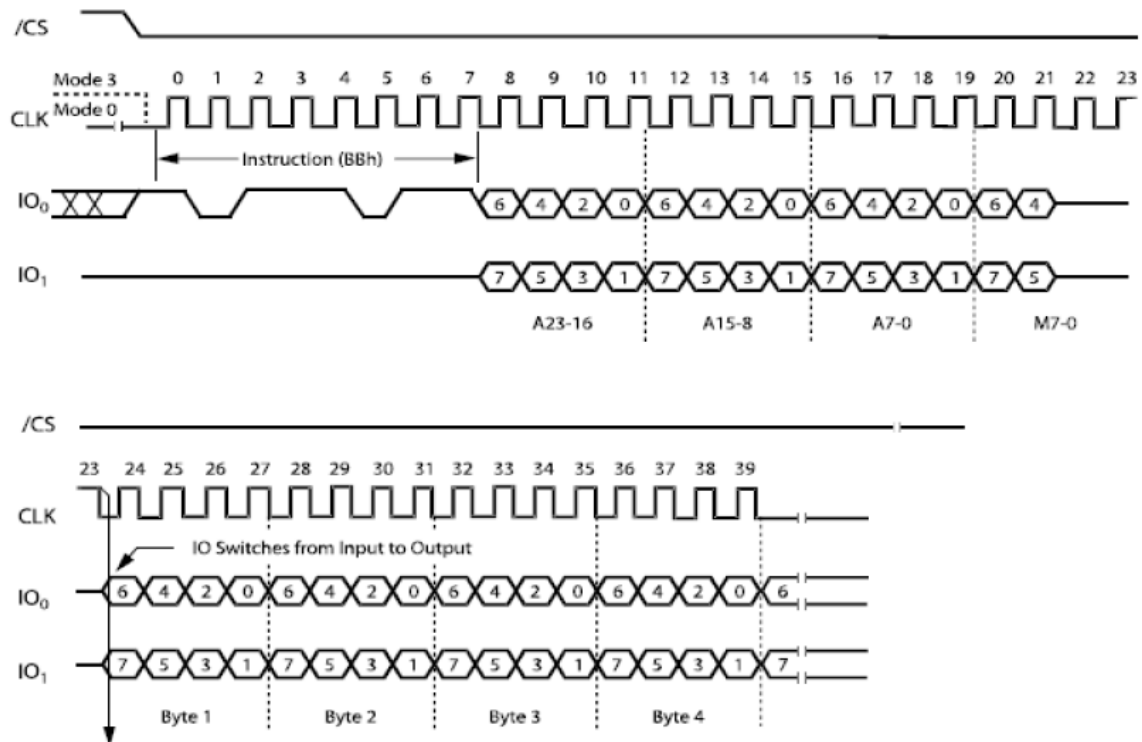 /CS
Mode 3 0 1 2 3 4 5 6 7 8 9 10 11 12 13 14 15 16 17 18 19 20 21 22 23
CLK Mode 0
Instruction (BBh)
IO0 6 4 2 0 6 4 2 0 6 4 2 0 6 4
IO1 7 5 3 1 7 5 3 1 7 5 3 1 7 5
A23-16 A15-8 A7-0 M7-0
/CS
23 24 25 26 27 28 29 30 31 32 33 34 35 36 37 38 39
CLK
IO Switches from Input to Output
IO0 6 4 2 0 6 4 2 0 6 4 2 0 6 4 2 0 6
IO1 7 5 3 1 7 5 3 1 7 5 3 1 7 5 3 1 7
Byte 1 Byte 2 Byte 3 Byte 4